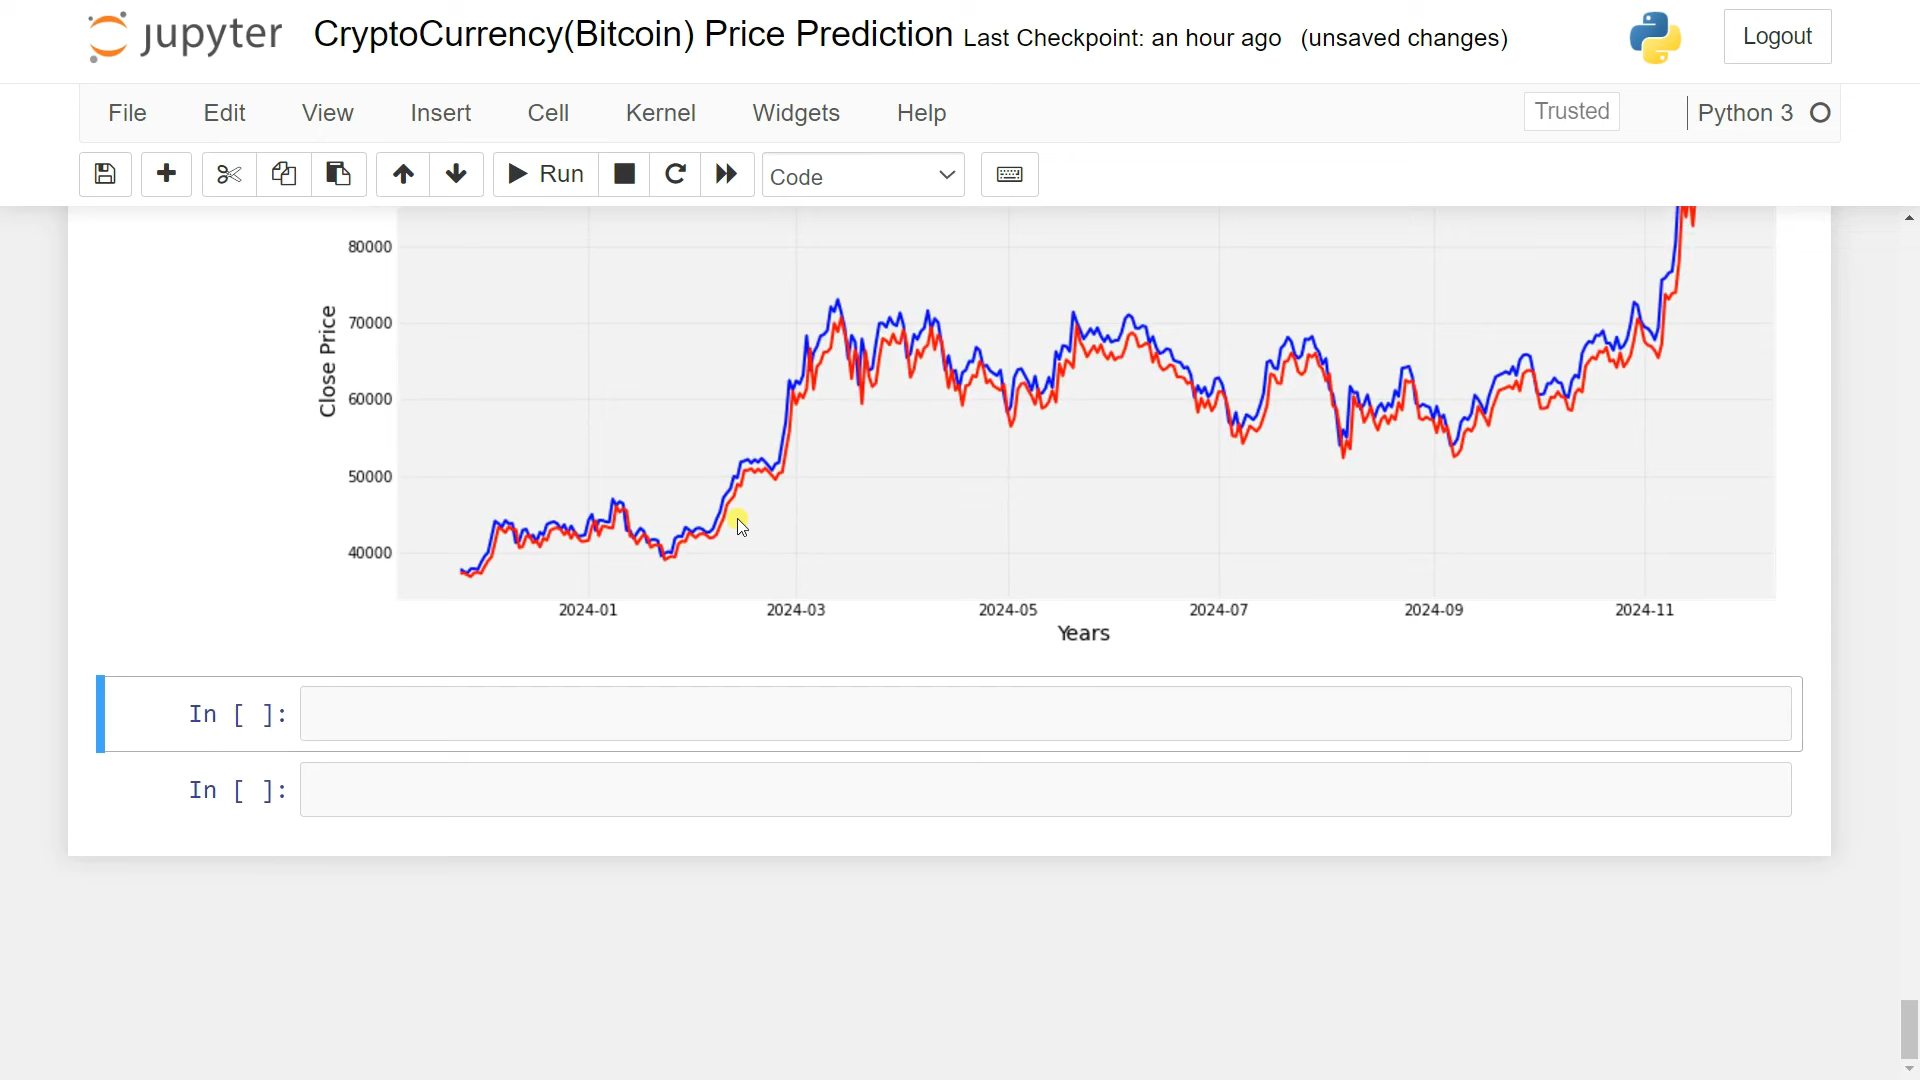 jupyter CryptoCurrency(Bitcoin) Price Prediction Last Checkpoint: an hour ago (unsaved changes) Logout
File Edit View Insert Cell Kernel Widgets Help Trusted Python 3
Run Code
80000
70000
60000
50000
40000
Close Price
2024-01 2024-03 2024-05 2024-07 2024-09 2024-11
Years
In [ ]:
In [ ]: